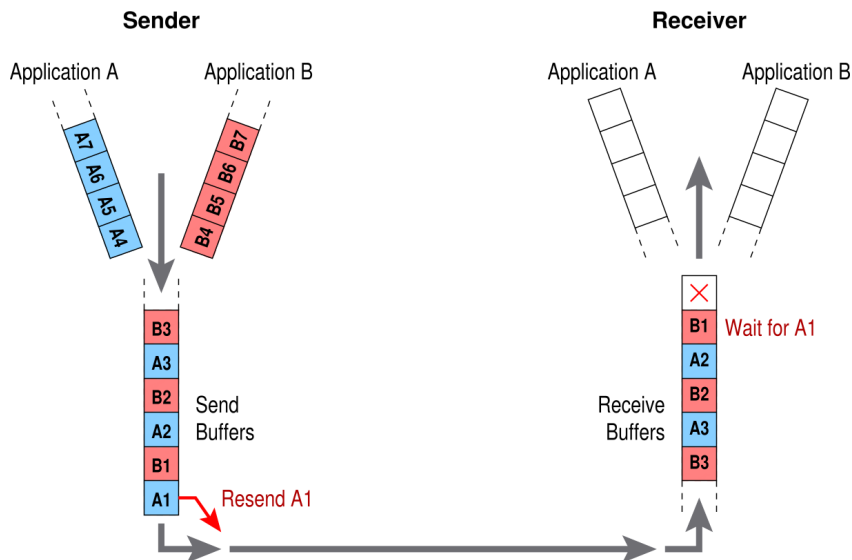 Sender
Receiver
Application A
Application B
Application A
Application B
A7
A6
A5
A4
B7
B6
B5
B4
B3
A3
B2
A2
B1
A1
Send
Buffers
Resend A1
B1
A2
B2
A3
B3
Wait for A1
Receive
Buffers